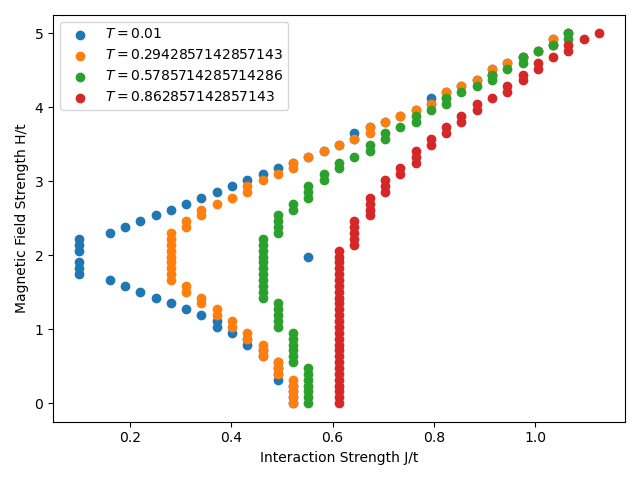 T = 0.01
T = 0.2942857142857143
T = 0.5785714285714286
T = 0.862857142857143
5
4
3
2
1
0
Magnetic Field Strength H/t
0.2 0.4 0.6 0.8 1.0
Interaction Strength J/t